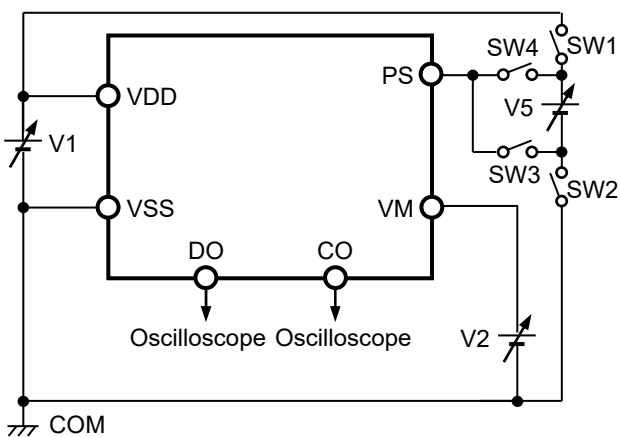 SW1
SW4
PS
VDD
V5
V1
SW3
SW2
VSS
VM
DO
CO
Oscilloscope
Oscilloscope
V2
COM